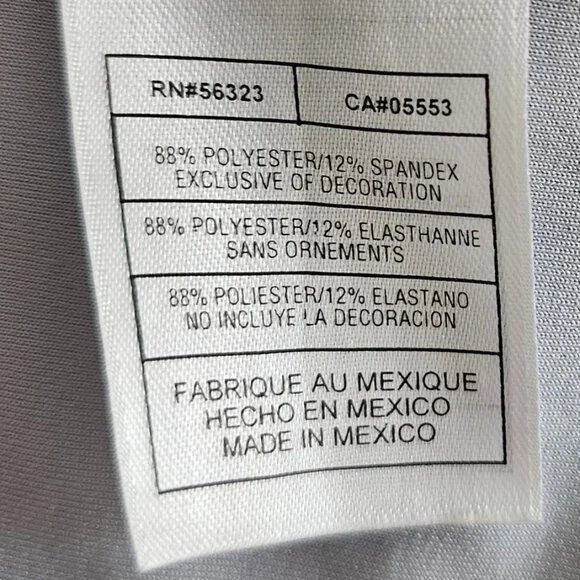 RN#56323 CA#05553
88% POLYESTER/12% SPANDEX
EXCLUSIVE OF DECORATION
88% POLYESTER/12% ELASTHANNE
SANS ORNEMENTS
88% POLIESTER/12% ELASTANO
NO INCLUYE LA DECORACION
FABRIQUE AU MEXIQUE
HECHO EN MEXICO
MADE IN MEXICO